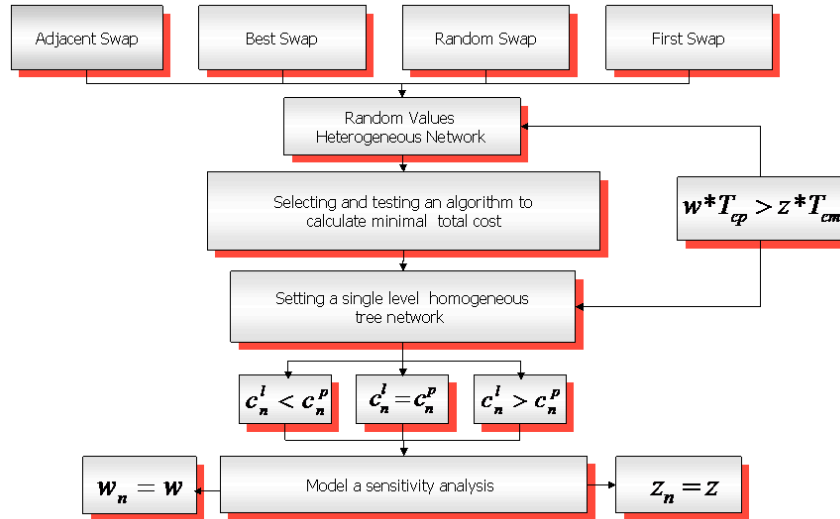 Adjacent Swap
Best Swap
Random Swap
First Swap
Random Values
Heterogeneous Network
Selecting and testing an algorithm to
calculate minimal total cost
w*T_cp > z*T_cm
Setting a single level homogeneous
tree network
c_n^l < c_n^p
c_n^l = c_n^p
c_n^l > c_n^p
w_n = w
Model a sensitivity analysis
z_n = z